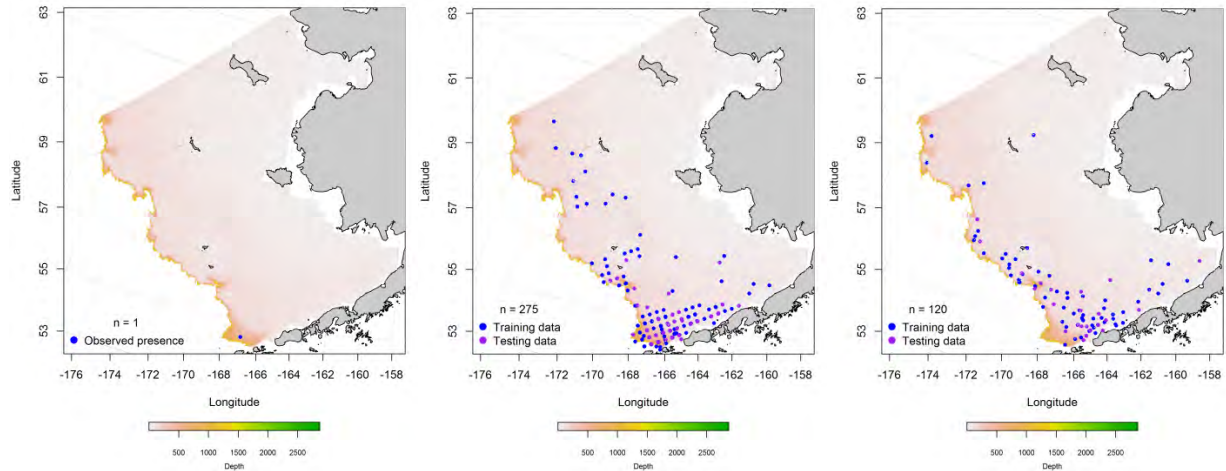 63
61
59
57
55
53
Latitude
n = 1
Observed presence
-176 -174 -172 -170 -168 -166 -164 -162 -160 -158
Longitude
500 1000 1500 2000 2500
Depth
63
61
59
57
55
53
Latitude
n = 275
Training data
Testing data
-176 -174 -172 -170 -168 -166 -164 -162 -160 -158
Longitude
500 1000 1500 2000 2500
Depth
63
61
59
57
55
53
Latitude
n = 120
Training data
Testing data
-176 -174 -172 -170 -168 -166 -164 -162 -160 -158
Longitude
500 1000 1500 2000 2500
Depth